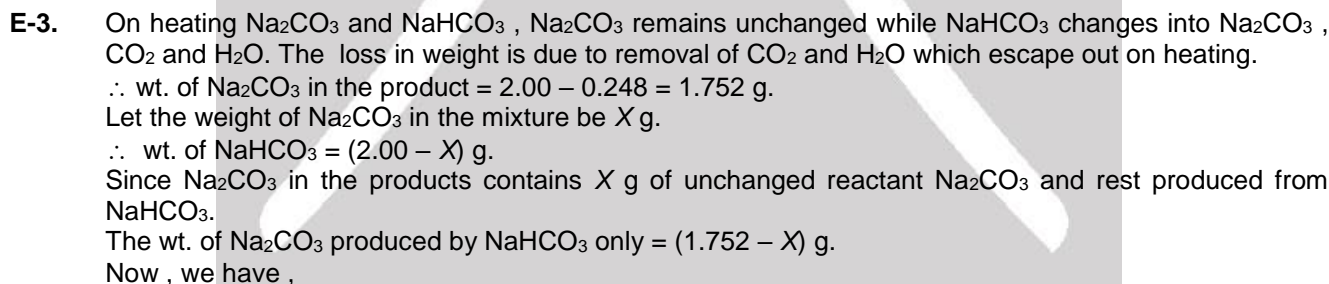 E-3. On heating Na₂CO₃ and NaHCO₃ , Na₂CO₃ remains unchanged while NaHCO₃ changes into Na₂CO₃ ,
CO₂ and H₂O. The loss in weight is due to removal of CO₂ and H₂O which escape out on heating.
∴ wt. of Na₂CO₃ in the product = 2.00 – 0.248 = 1.752 g.
Let the weight of Na₂CO₃ in the mixture be X g.
∴ wt. of NaHCO₃ = (2.00 – X) g.
Since Na₂CO₃ in the products contains X g of unchanged reactant Na₂CO₃ and rest produced from
NaHCO₃.
The wt. of Na₂CO₃ produced by NaHCO₃ only = (1.752 – X) g.
Now , we have ,